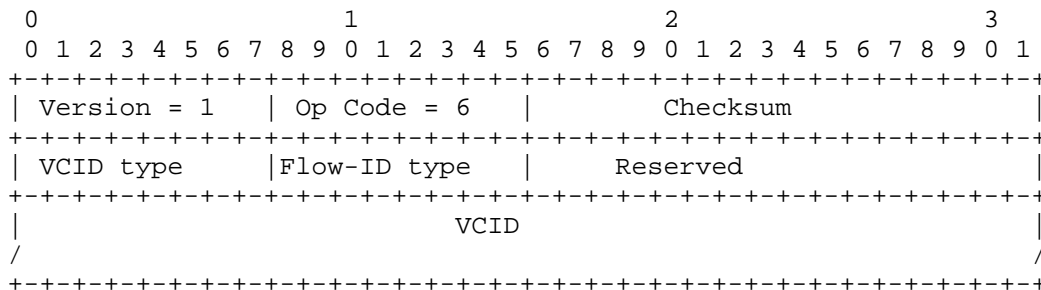 0                   1                   2                   3
 0 1 2 3 4 5 6 7 8 9 0 1 2 3 4 5 6 7 8 9 0 1 2 3 4 5 6 7 8 9 0 1
+-+-+-+-+-+-+-+-+-+-+-+-+-+-+-+-+-+-+-+-+-+-+-+-+-+-+-+-+-+-+-+-+
| Version = 1   | Op Code = 6   |        Checksum               |
+-+-+-+-+-+-+-+-+-+-+-+-+-+-+-+-+-+-+-+-+-+-+-+-+-+-+-+-+-+-+-+-+
| VCID type     |Flow-ID type   |     Reserved                  |
+-+-+-+-+-+-+-+-+-+-+-+-+-+-+-+-+-+-+-+-+-+-+-+-+-+-+-+-+-+-+-+-+
|                           VCID                                |
/                                                               /
+-+-+-+-+-+-+-+-+-+-+-+-+-+-+-+-+-+-+-+-+-+-+-+-+-+-+-+-+-+-+-+-+